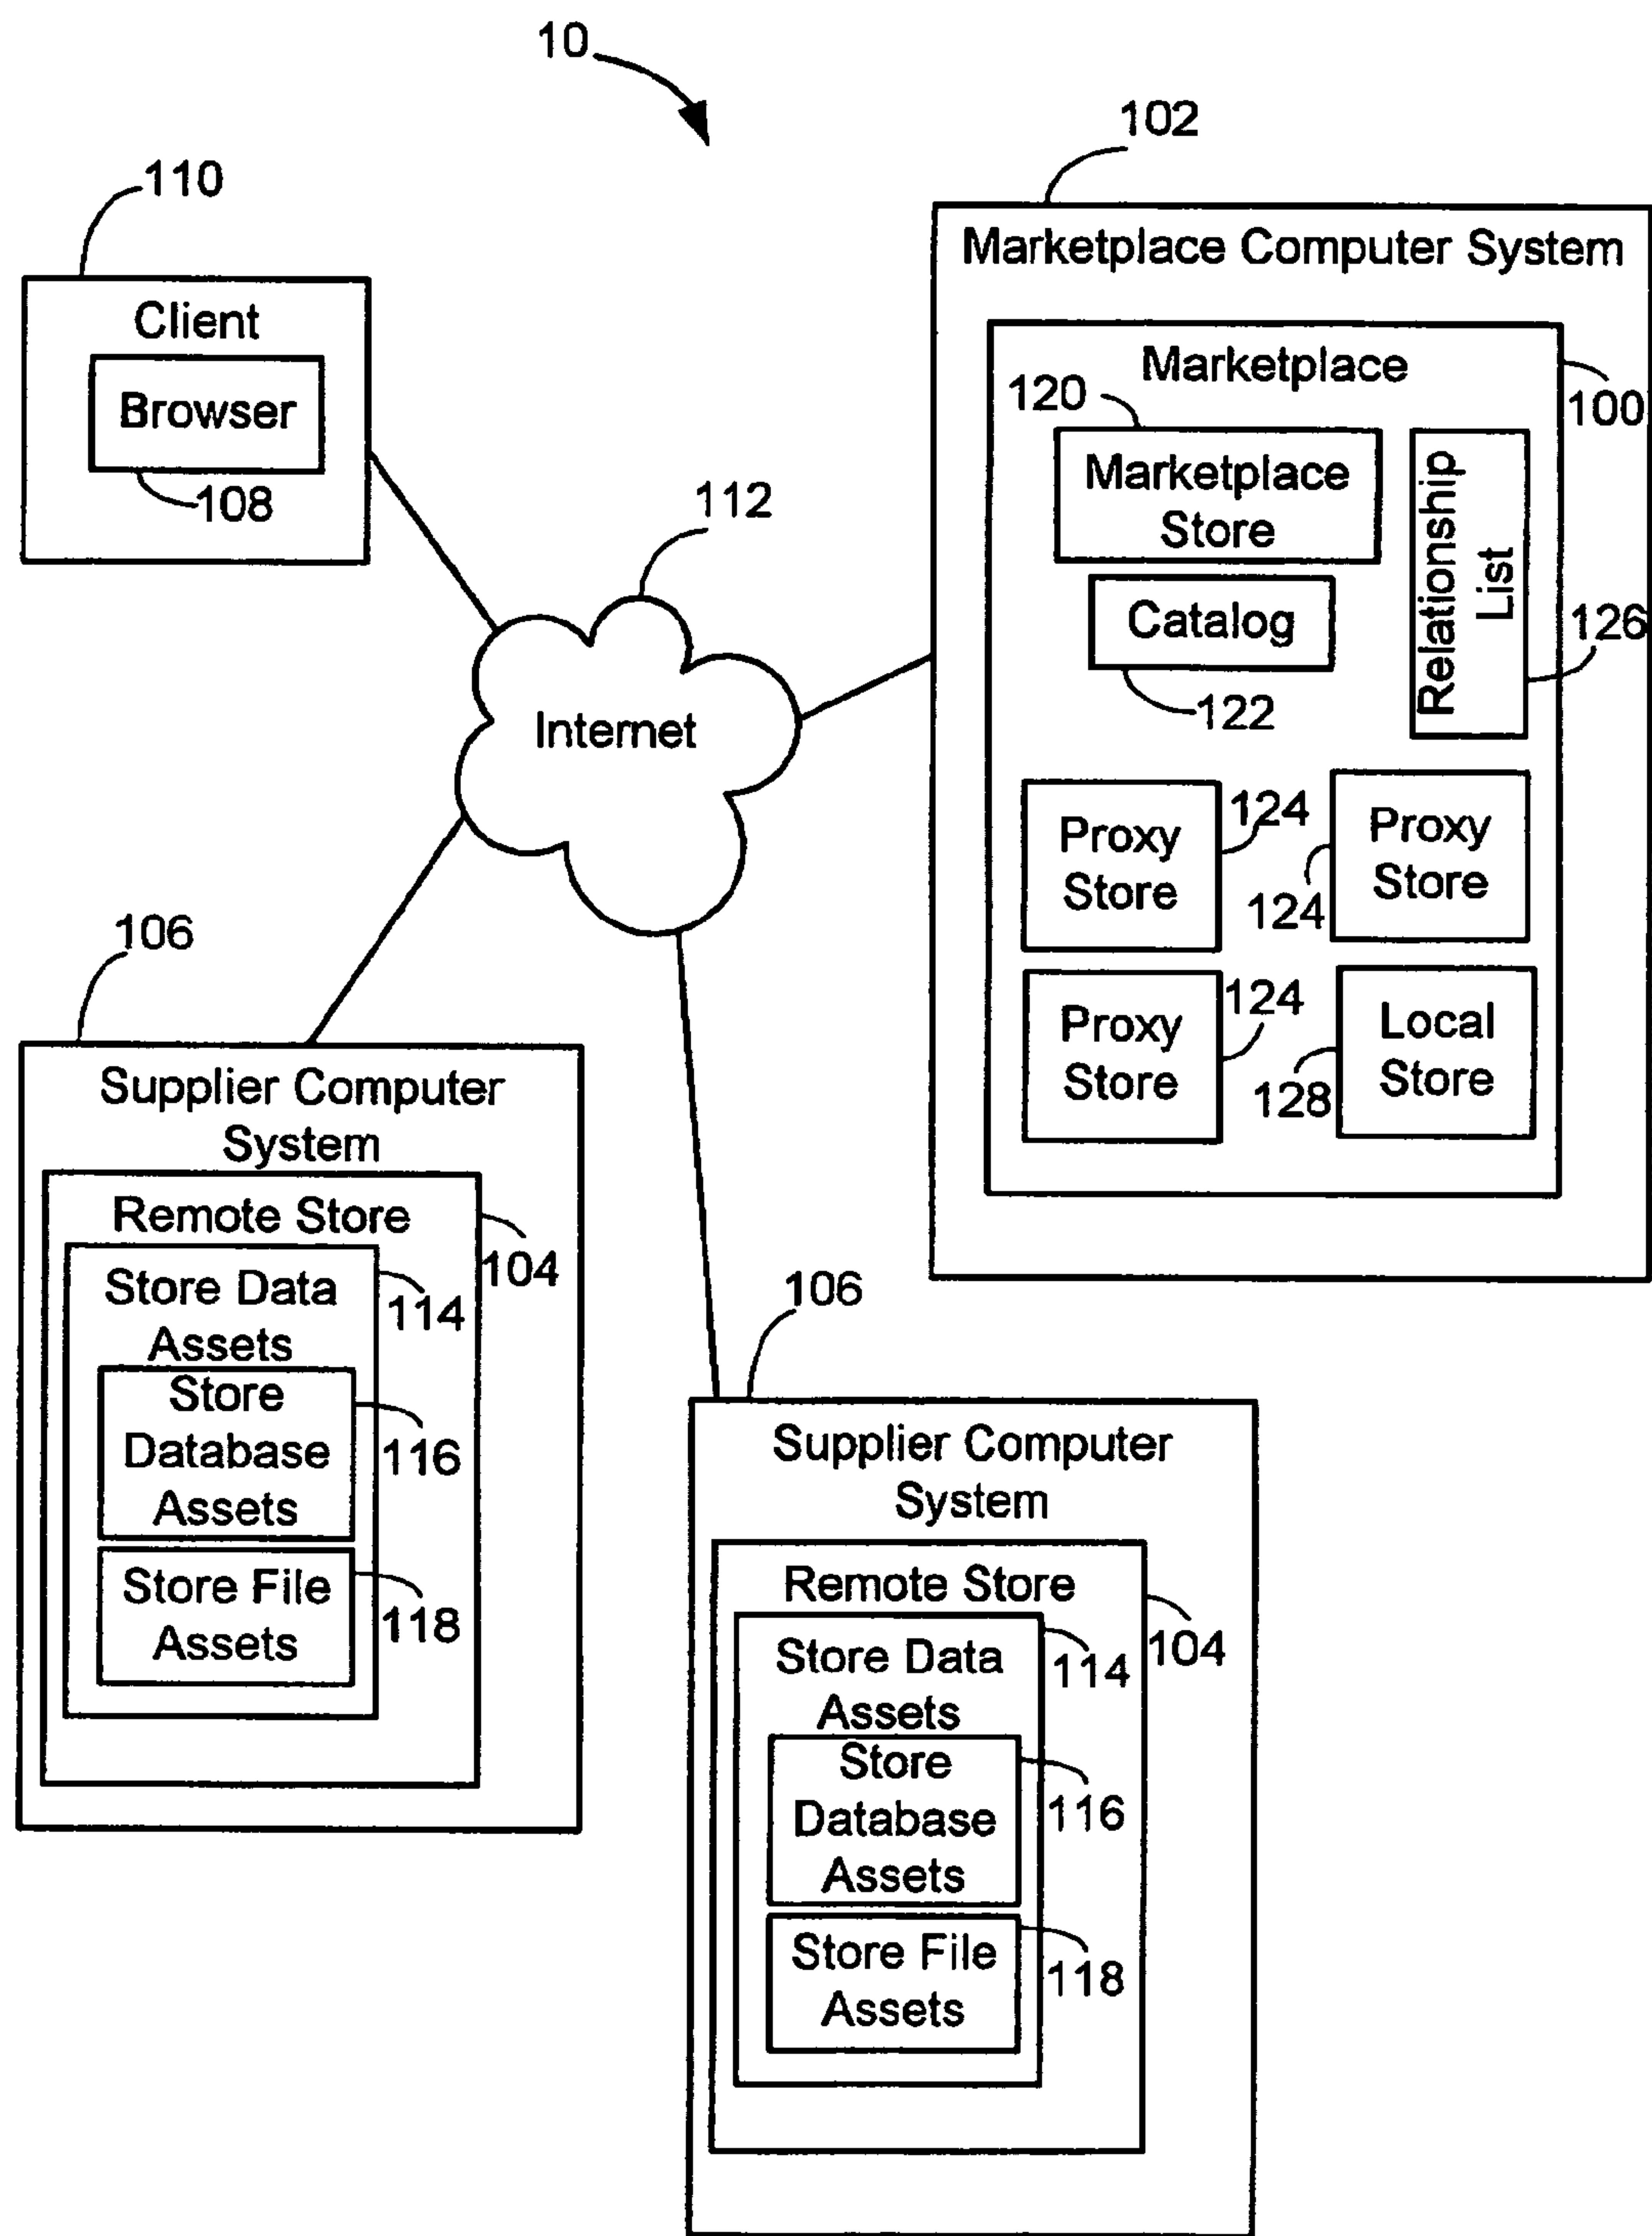 10
102
110
Marketplace Computer System
Client
Browser
108
Marketplace
100
120
Marketplace
Store
Relationship
List
126
Catalog
122
112
Internet
Proxy
Store
124
Proxy
Store
124
Proxy
Store
124
Local
Store
128
106
Supplier Computer
System
Remote Store
104
Store Data
Assets
114
Store
Database
Assets
116
Store File
Assets
118
106
Supplier Computer
System
Remote Store
104
Store Data
Assets
114
Store
Database
Assets
116
Store File
Assets
118